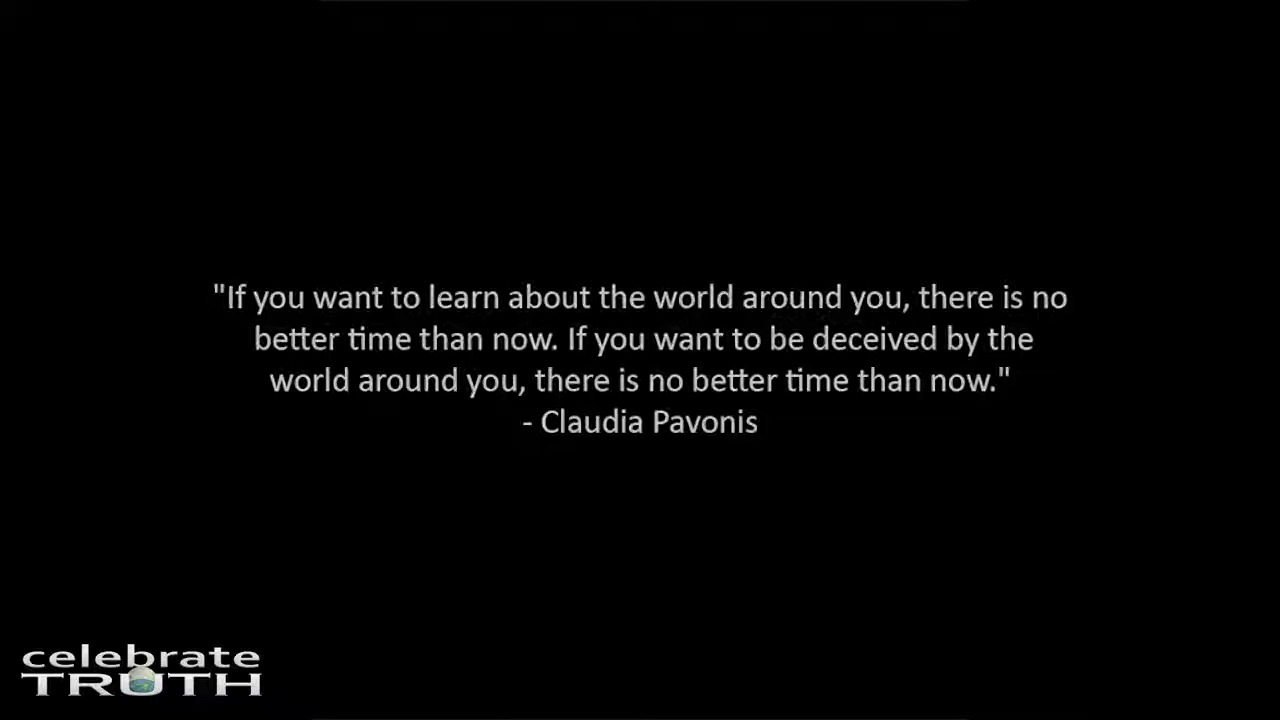 "If you want to learn about the world around you, there is no
better time than now. If you want to be deceived by the
world around you, there is no better time than now."
- Claudia Pavonis
celebrate
TRUTH